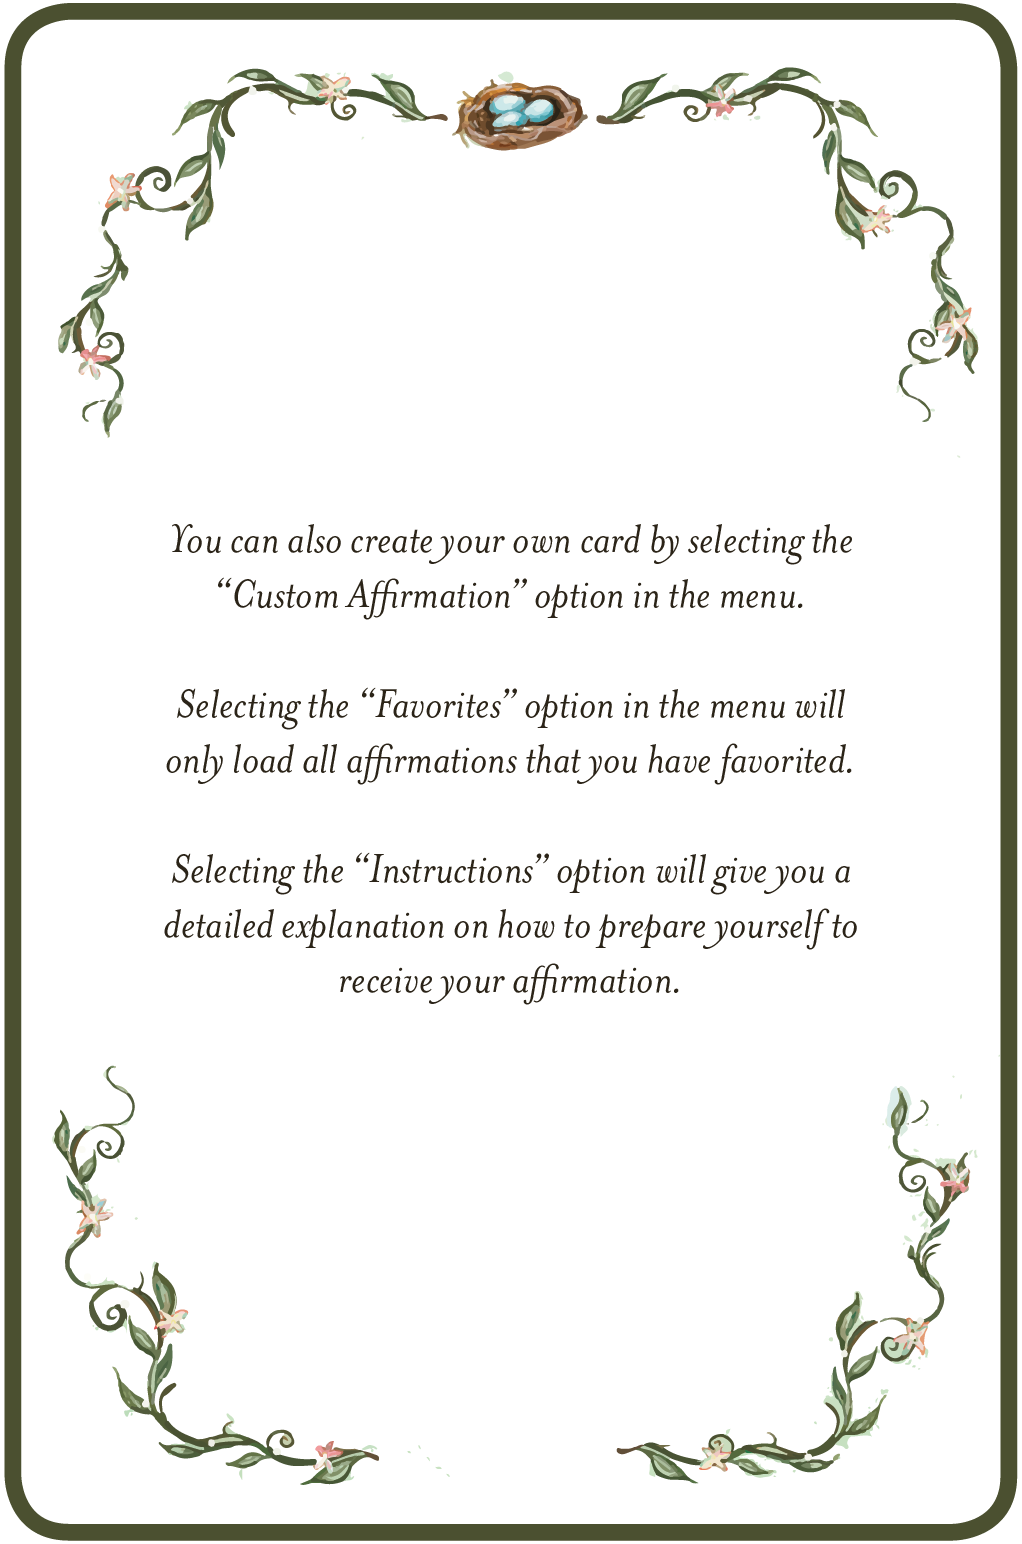 You can also create your own card by selecting the
“Custom Affirmation” option in the menu.
Selecting the “Favorites” option in the menu will
only load all affirmations that you have favorited.
Selecting the “Instructions” option will give you a
detailed explanation on how to prepare yourself to
receive your affirmation.